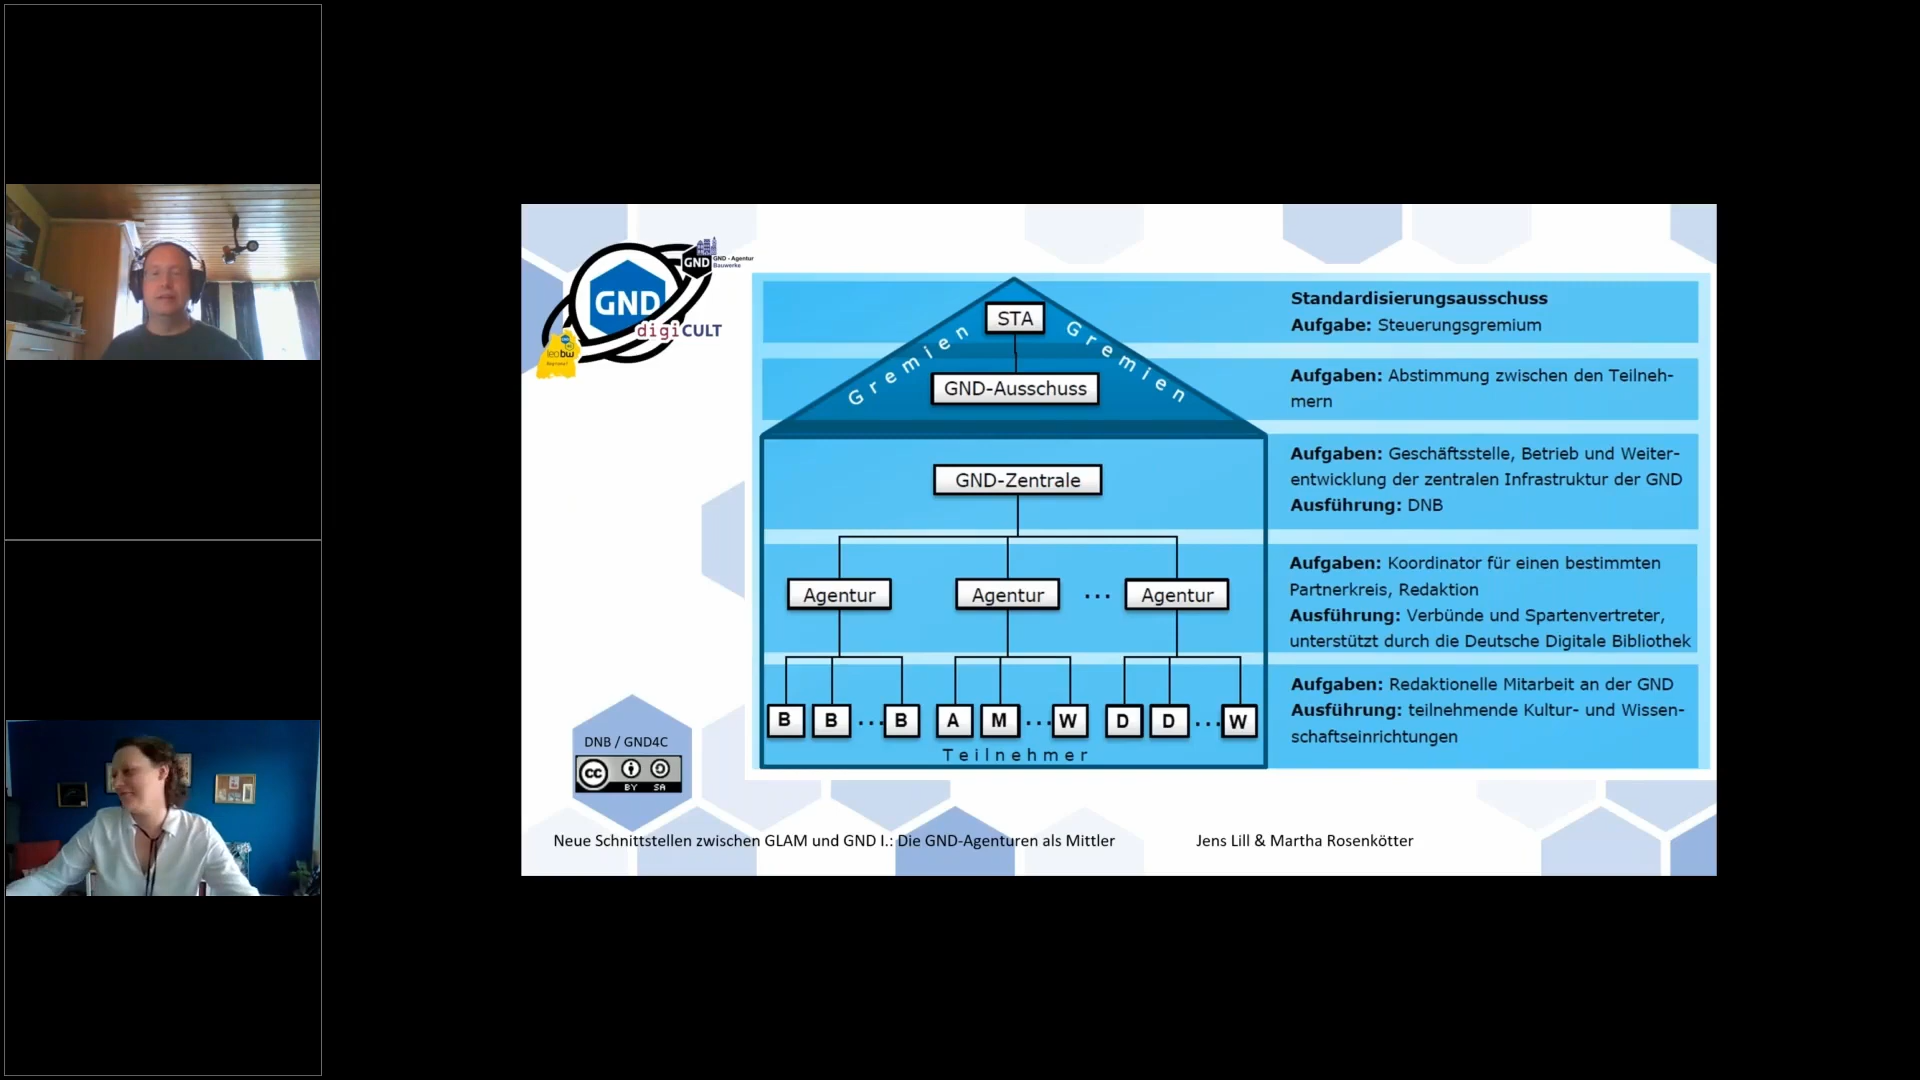 GND
GND
GND - Agentur
Bauwerke
digiCULT
leobw
STA
Gremien
Gremien
GND-Ausschuss
GND-Zentrale
Agentur
Agentur
...
Agentur
B
B
...
B
A
M
...
W
D
D
...
W
Teilnehmer
Standardisierungsausschuss
Aufgabe: Steuerungsgremium
Aufgaben: Abstimmung zwischen den Teilneh-
mern
Aufgaben: Geschäftsstelle, Betrieb und Weiter-
entwicklung der zentralen Infrastruktur der GND
Ausführung: DNB
Aufgaben: Koordinator für einen bestimmten
Partnerkreis, Redaktion
Ausführung: Verbünde und Spartenvertreter,
unterstützt durch die Deutsche Digitale Bibliothek
Aufgaben: Redaktionelle Mitarbeit an der GND
Ausführung: teilnehmende Kultur- und Wissen-
schaftseinrichtungen
DNB / GND4C
cc
BY SA
Neue Schnittstellen zwischen GLAM und GND I.: Die GND-Agenturen als Mittler
Jens Lill & Martha Rosenkötter